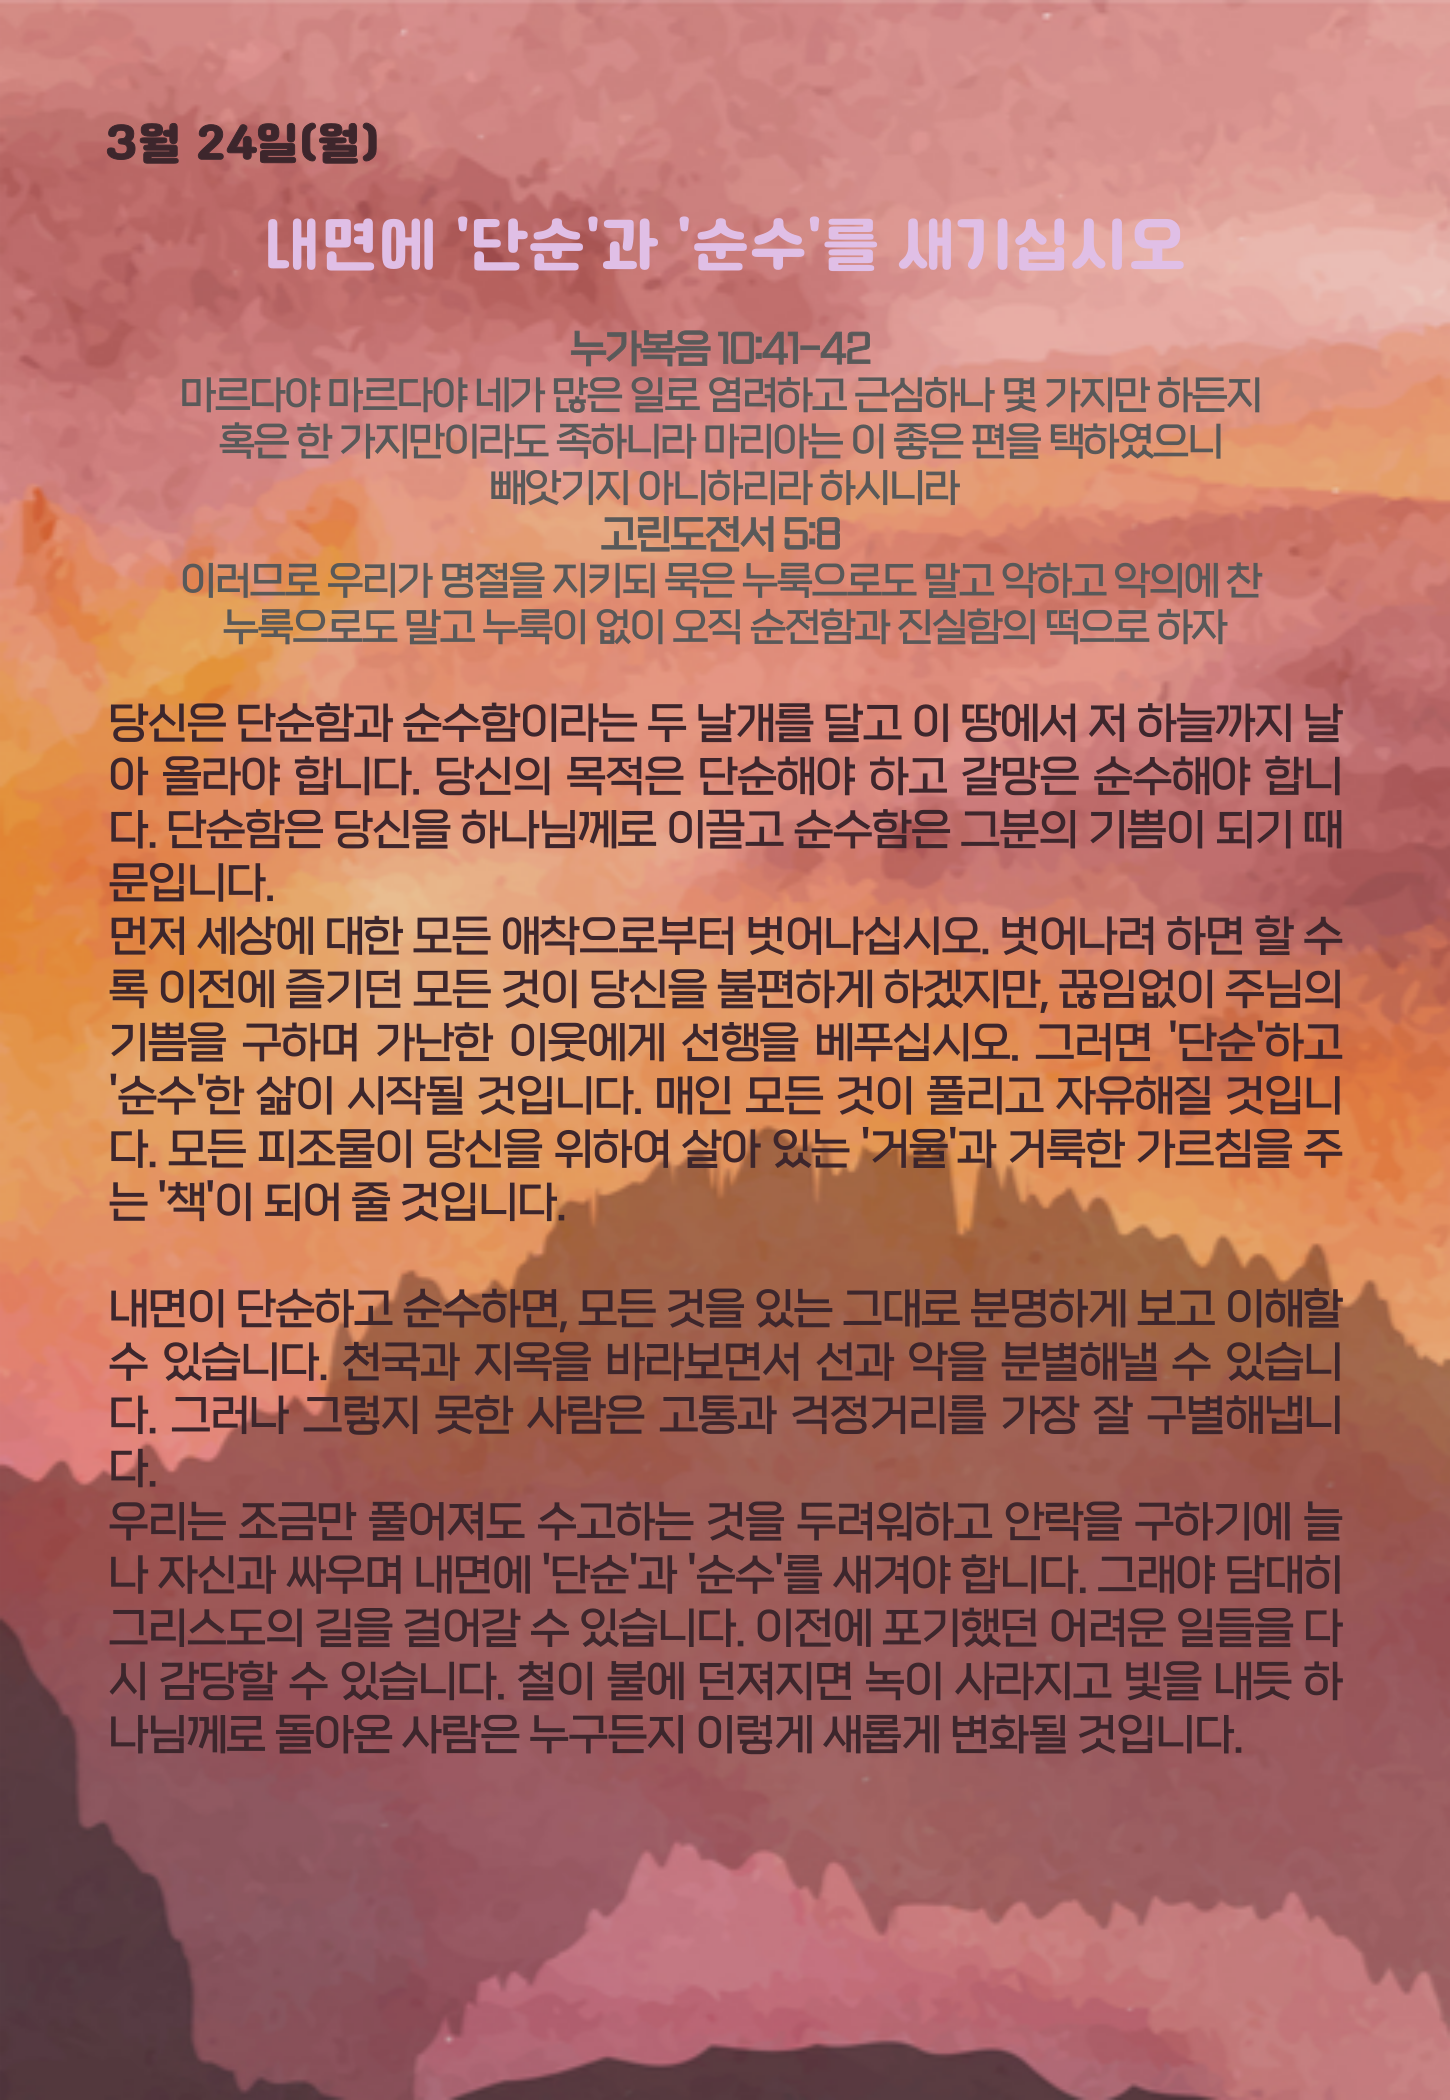 3월 24일(월)
내면에 '단순'과 '순수'를 새기십시오
누가복음 10:41-42
마르다야 마르다야 네가 많은 일로 염려하고 근심하나 몇 가지만 하든지
혹은 한 가지만이라도 족하니라 마리아는 이 좋은 편을 택하였으니
빼앗기지 아니하리라 하시니라
고린도전서 5:8
이러므로 우리가 명절을 지키되 묵은 누룩으로도 말고 악하고 악의에 찬
누룩으로도 말고 누룩이 없이 오직 순전함과 진실함의 떡으로 하자
당신은 단순함과 순수함이라는 두 날개를 달고 이 땅에서 저 하늘까지 날
아 올라야 합니다. 당신의 목적은 단순해야 하고 갈망은 순수해야 합니
다. 단순함은 당신을 하나님께로 이끌고 순수함은 그분의 기쁨이 되기 때
문입니다.
먼저 세상에 대한 모든 애착으로부터 벗어나십시오. 벗어나려 하면 할 수
록 이전에 즐기던 모든 것이 당신을 불편하게 하겠지만, 끊임없이 주님의
기쁨을 구하며 가난한 이웃에게 선행을 베푸십시오. 그러면 '단순'하고
'순수'한 삶이 시작될 것입니다. 매인 모든 것이 풀리고 자유해질 것입니
다. 모든 피조물이 당신을 위하여 살아 있는 '거울'과 거룩한 가르침을 주
는 '책'이 되어 줄 것입니다.
내면이 단순하고 순수하면, 모든 것을 있는 그대로 분명하게 보고 이해할
수 있습니다. 천국과 지옥을 바라보면서 선과 악을 분별해낼 수 있습니
다. 그러나 그렇지 못한 사람은 고통과 걱정거리를 가장 잘 구별해냅니
다.
우리는 조금만 풀어져도 수고하는 것을 두려워하고 안락을 구하기에 늘
나 자신과 싸우며 내면에 '단순'과 '순수'를 새겨야 합니다. 그래야 담대히
그리스도의 길을 걸어갈 수 있습니다. 이전에 포기했던 어려운 일들을 다
시 감당할 수 있습니다. 철이 불에 던져지면 녹이 사라지고 빛을 내듯 하
나님께로 돌아온 사람은 누구든지 이렇게 새롭게 변화될 것입니다.